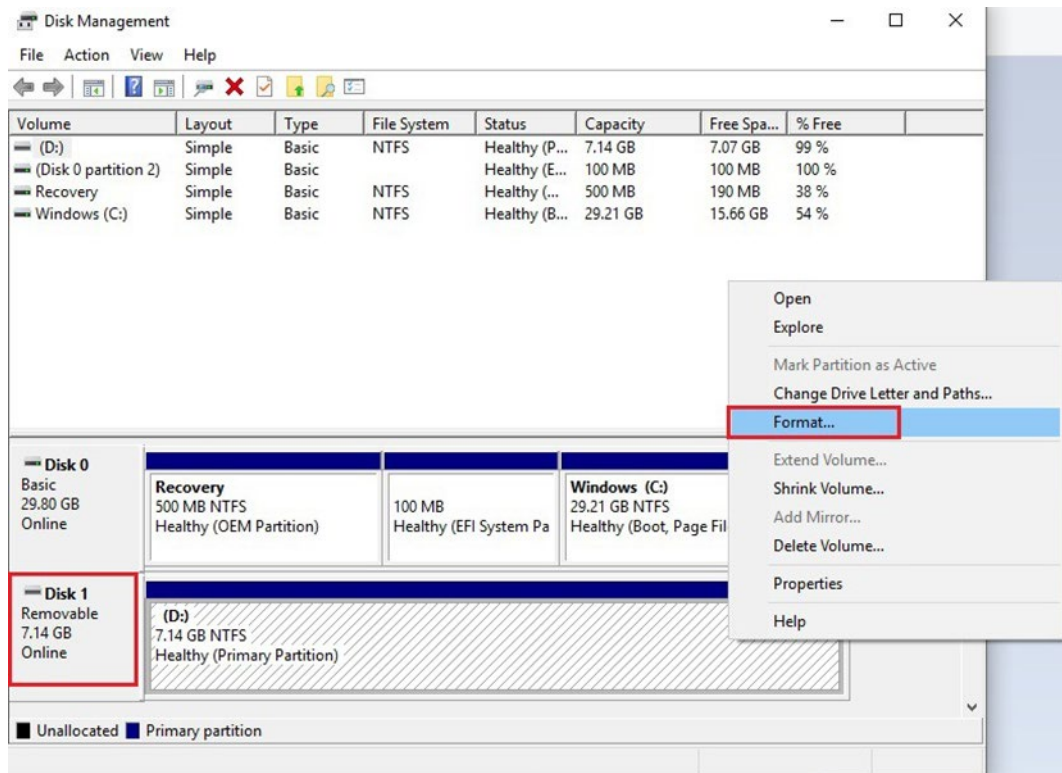 Disk Management
File Action View Help
Volume Layout Type File System Status Capacity Free Spa... % Free
(D:) Simple Basic NTFS Healthy (P... 7.14 GB 7.07 GB 99 %
(Disk 0 partition 2) Simple Basic Healthy (E... 100 MB 100 MB 100 %
Recovery Simple Basic NTFS Healthy (... 500 MB 190 MB 38 %
Windows (C:) Simple Basic NTFS Healthy (B... 29.21 GB 15.66 GB 54 %
Open
Explore
Mark Partition as Active
Change Drive Letter and Paths...
Format...
Extend Volume...
Shrink Volume...
Add Mirror...
Delete Volume...
Properties
Help
Disk 0
Basic
29.80 GB
Online
Recovery
500 MB NTFS
Healthy (OEM Partition)
100 MB
Healthy (EFI System Pa
Windows (C:)
29.21 GB NTFS
Healthy (Boot, Page Fil
Disk 1
Removable
7.14 GB
Online
(D:)
7.14 GB NTFS
Healthy (Primary Partition)
Unallocated Primary partition